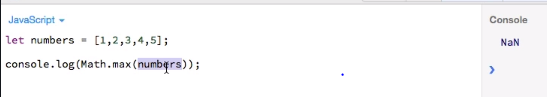 JavaScript
let numbers = [1,2,3,4,5];
console.log(Math.max(numbers));
Console
NaN